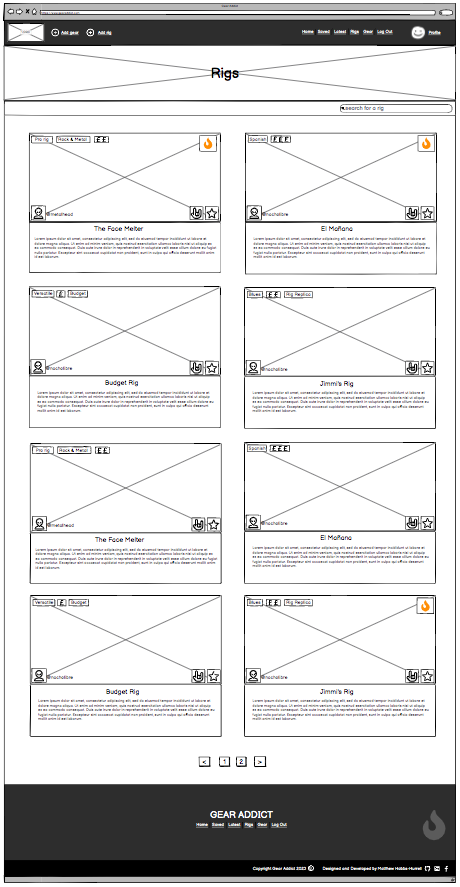 Gear Addict
Add gear
Add rig
Home Saved Latest Rigs Gear Log Out
Profile
Rigs
search for a rig
Pro rig Rock & Metal ££
@metalhead
The Face Melter
Lorem ipsum dolor sit amet, consectetur adipiscing elit, sed do eiusmod tempor incididunt ut labore et
dolore magna aliqua. Ut enim ad minim veniam, quis nostrud exercitation ullamco laboris nisi ut aliquip
ex ea commodo consequat. Duis aute irure dolor in reprehenderit in voluptate velit esse cillum dolore eu
fugiat nulla pariatur. Excepteur sint occaecat cupidatat non proident, sunt in culpa qui officia deserunt
mollit anim id est laborum.
Spanish £££
@nacholibre
El Mañana
Lorem ipsum dolor sit amet, consectetur adipiscing elit, sed do eiusmod tempor incididunt ut labore et
dolore magna aliqua. Ut enim ad minim veniam, quis nostrud exercitation ullamco laboris nisi ut aliquip
ex ea commodo consequat. Duis aute irure dolor in reprehenderit in voluptate velit esse cillum dolore eu
fugiat nulla pariatur. Excepteur sint occaecat cupidatat non proident, sunt in culpa qui officia deserunt
mollit anim id est laborum.
Versatile £ Budget
@nacholibre
Budget Rig
Lorem ipsum dolor sit amet, consectetur adipiscing elit, sed do eiusmod tempor incididunt ut labore et
dolore magna aliqua. Ut enim ad minim veniam, quis nostrud exercitation ullamco laboris nisi ut aliquip
ex ea commodo consequat. Duis aute irure dolor in reprehenderit in voluptate velit esse cillum dolore eu
fugiat nulla pariatur. Excepteur sint occaecat cupidatat non proident, sunt in culpa qui officia deserunt
mollit anim id est laborum.
Blues ££ Rig Replica
@nacholibre
Jimmi's Rig
Lorem ipsum dolor sit amet, consectetur adipiscing elit, sed do eiusmod tempor incididunt ut labore et
dolore magna aliqua. Ut enim ad minim veniam, quis nostrud exercitation ullamco laboris nisi ut aliquip
ex ea commodo consequat. Duis aute irure dolor in reprehenderit in voluptate velit esse cillum dolore eu
fugiat nulla pariatur. Excepteur sint occaecat cupidatat non proident, sunt in culpa qui officia deserunt
mollit anim id est laborum.
Pro rig Rock & Metal ££
@metalhead
The Face Melter
Lorem ipsum dolor sit amet, consectetur adipiscing elit, sed do eiusmod tempor incididunt ut labore et
dolore magna aliqua. Ut enim ad minim veniam, quis nostrud exercitation ullamco laboris nisi ut aliquip
ex ea commodo consequat. Duis aute irure dolor in reprehenderit in voluptate velit esse cillum dolore eu
fugiat nulla pariatur. Excepteur sint occaecat cupidatat non proident, sunt in culpa qui officia deserunt
mollit anim id est laborum.
Spanish £££
@nacholibre
El Mañana
Lorem ipsum dolor sit amet, consectetur adipiscing elit, sed do eiusmod tempor incididunt ut labore et
dolore magna aliqua. Ut enim ad minim veniam, quis nostrud exercitation ullamco laboris nisi ut aliquip
ex ea commodo consequat. Duis aute irure dolor in reprehenderit in voluptate velit esse cillum dolore eu
fugiat nulla pariatur. Excepteur sint occaecat cupidatat non proident, sunt in culpa qui officia deserunt
mollit anim id est laborum.
Versatile £ Budget
@nacholibre
Budget Rig
Lorem ipsum dolor sit amet, consectetur adipiscing elit, sed do eiusmod tempor incididunt ut labore et
dolore magna aliqua. Ut enim ad minim veniam, quis nostrud exercitation ullamco laboris nisi ut aliquip
ex ea commodo consequat. Duis aute irure dolor in reprehenderit in voluptate velit esse cillum dolore eu
fugiat nulla pariatur. Excepteur sint occaecat cupidatat non proident, sunt in culpa qui officia deserunt
mollit anim id est laborum.
Blues ££ Rig Replica
@nacholibre
Jimmi's Rig
Lorem ipsum dolor sit amet, consectetur adipiscing elit, sed do eiusmod tempor incididunt ut labore et
dolore magna aliqua. Ut enim ad minim veniam, quis nostrud exercitation ullamco laboris nisi ut aliquip
ex ea commodo consequat. Duis aute irure dolor in reprehenderit in voluptate velit esse cillum dolore eu
fugiat nulla pariatur. Excepteur sint occaecat cupidatat non proident, sunt in culpa qui officia deserunt
mollit anim id est laborum.
< 1 2 >
GEAR ADDICT
Home Saved Latest Rigs Gear Log Out
Copyright Gear Addict 2023 © Designed and Developed by Matthew Hobbs-Hurrell